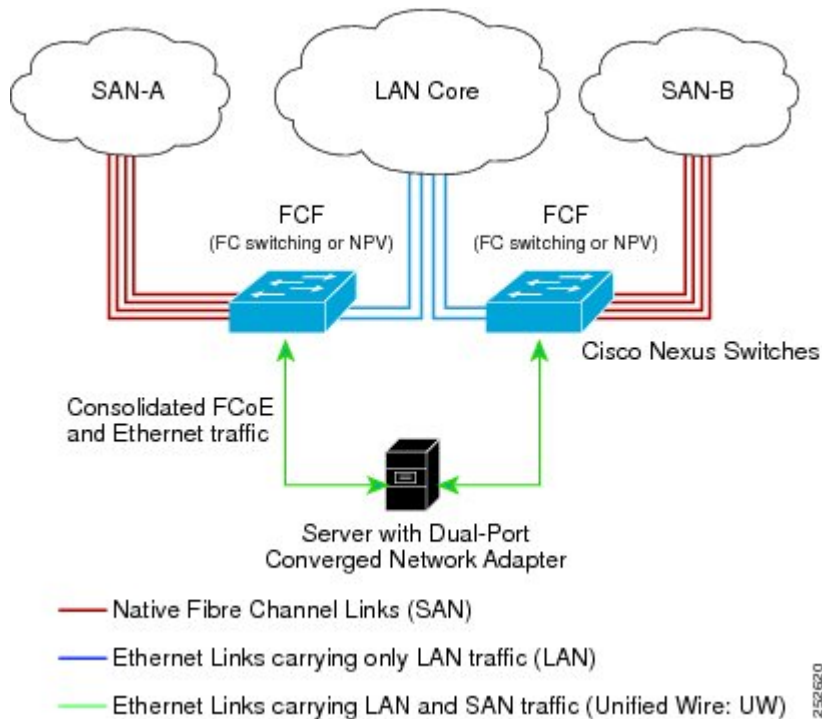 SAN-A
LAN Core
SAN-B
FCF
(FC switching or NPV)
FCF
(FC switching or NPV)
Cisco Nexus Switches
Consolidated FCoE
and Ethernet traffic
Server with Dual-Port
Converged Network Adapter
Native Fibre Channel Links (SAN)
Ethernet Links carrying only LAN traffic (LAN)
Ethernet Links carrying LAN and SAN traffic (Unified Wire: UW)
252620